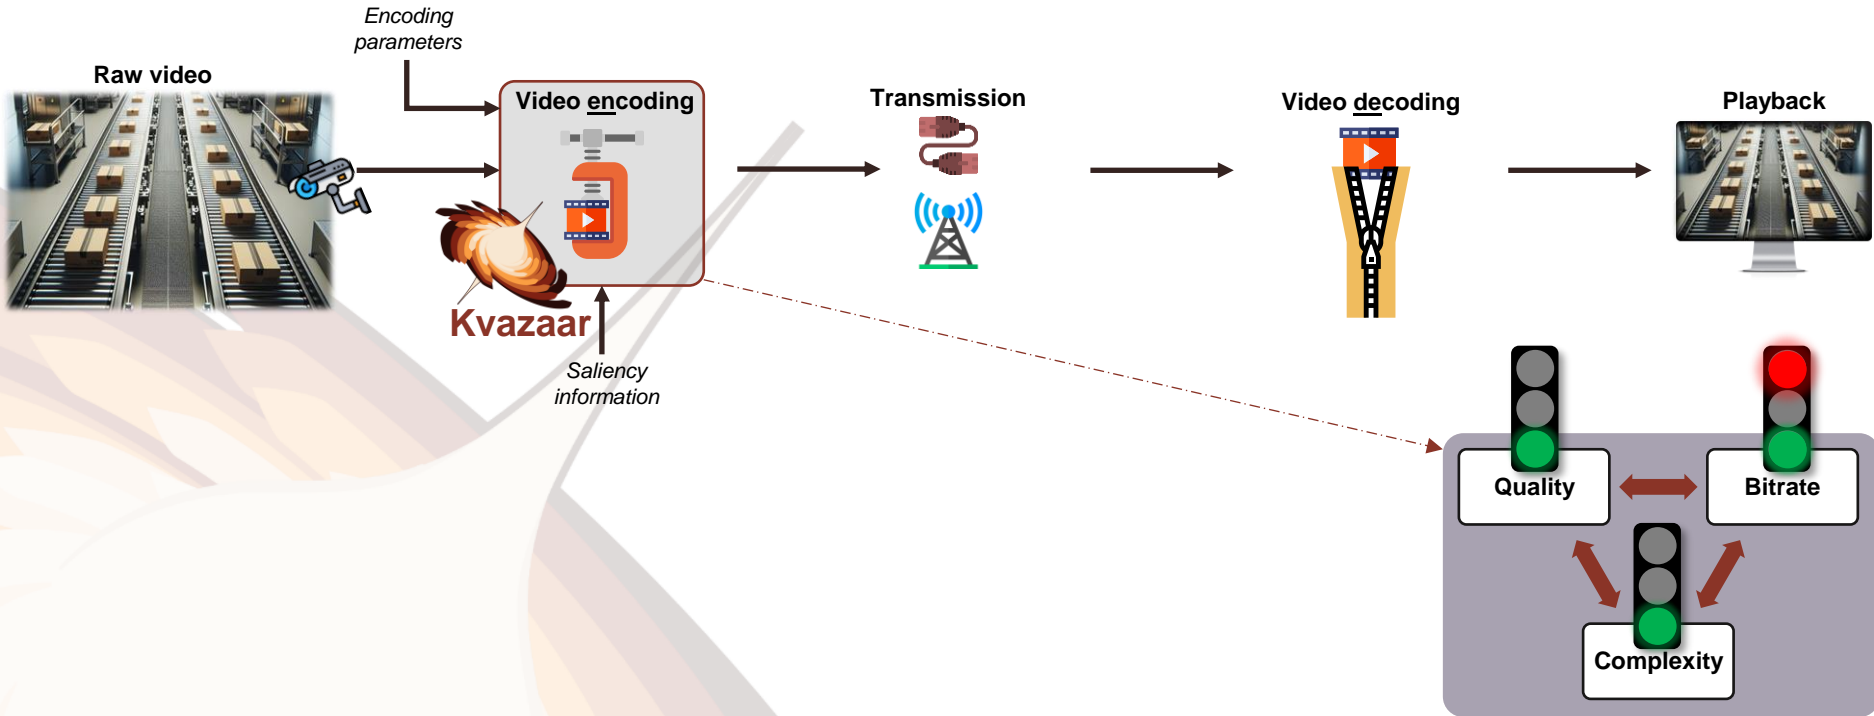 Encoding
parameters
Raw video
Video encoding
Transmission
Video decoding
Playback
Kvazaar
Saliency
information
Quality
Bitrate
Complexity